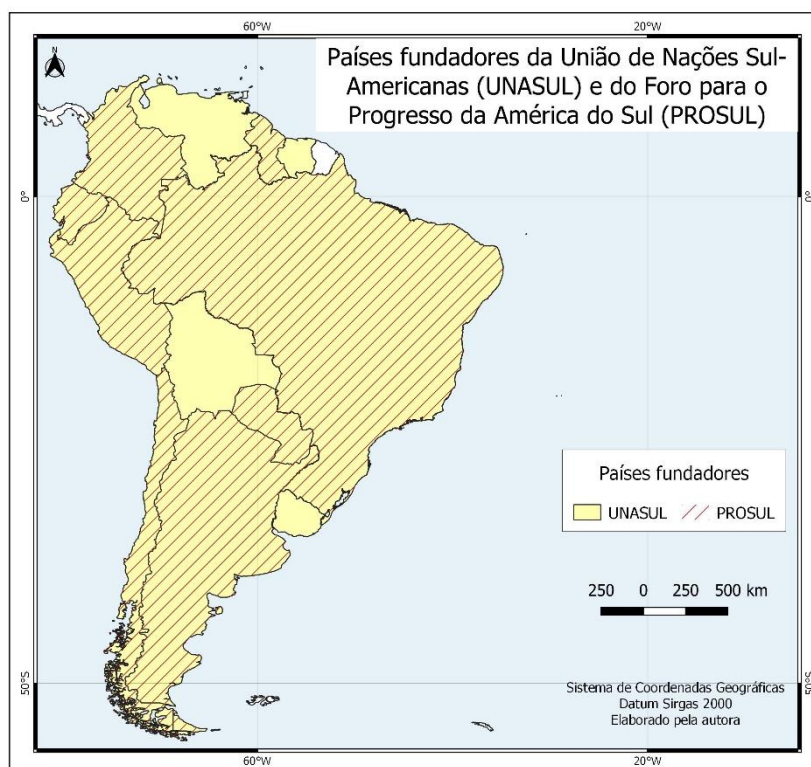 60°W
20°W
N
Países fundadores da União de Nações Sul-
Americanas (UNASUL) e do Foro para o
Progresso da América do Sul (PROSUL)
0°
0°
Países fundadores
UNASUL PROSUL
250 0 250 500 km
50°S
50°S
Sistema de Coordenadas Geográficas
Datum Sirgas 2000
Elaborado pela autora
60°W
20°W